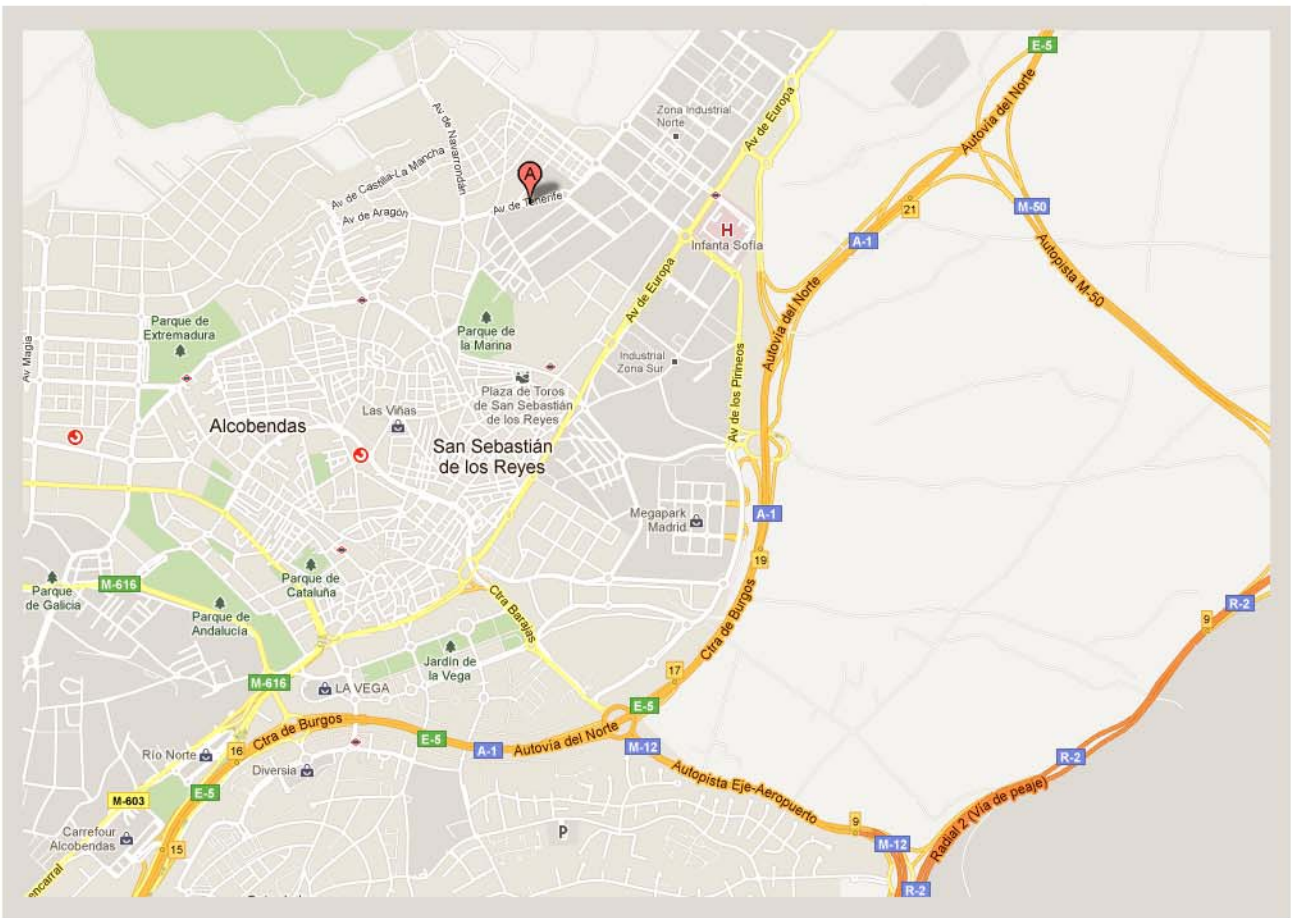 E-5
Zona Industrial
Norte
Av de Europa
Av de Navarrondán
Autovía del Norte
Av de Castilla-La Mancha
A
Av de Tenerife
Av de Aragón
M-50
21
H
Infanta Sofía
A-1
Autopista M-50
Av de Europa
Autovía del Norte
Parque de
Extremadura
Parque de
la Marina
Av Magia
Industrial
Zona Sur
Av de los Pirineos
Plaza de Toros
de San Sebastián
de los Reyes
Las Viñas
Alcobendas
San Sebastián
de los Reyes
Megapark
Madrid
A-1
19
Parque de
Cataluña
M-616
Parque
de Galicia
Ctra Barajas
Ctra de Burgos
R-2
9
Parque de
Andalucía
Jardín de
la Vega
17
M-616
LA VEGA
E-5
Ctra de Burgos
E-5
A-1
Autovía del Norte
M-12
16
Río Norte
Diversia
R-2
Autopista Eje-Aeropuerto
E-5
M-603
Radial 2 (Vía de peaje)
9
P
Carrefour
Alcobendas
15
M-12
encarral
R-2